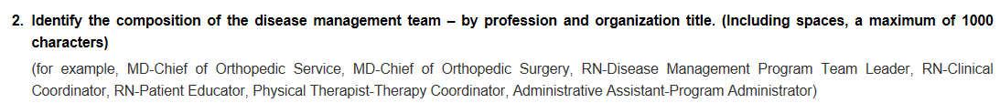 2. Identify the composition of the disease management team – by profession and organization title. (Including spaces, a maximum of 1000
characters)
(for example, MD-Chief of Orthopedic Service, MD-Chief of Orthopedic Surgery, RN-Disease Management Program Team Leader, RN-Clinical
Coordinator, RN-Patient Educator, Physical Therapist-Therapy Coordinator, Administrative Assistant-Program Administrator)